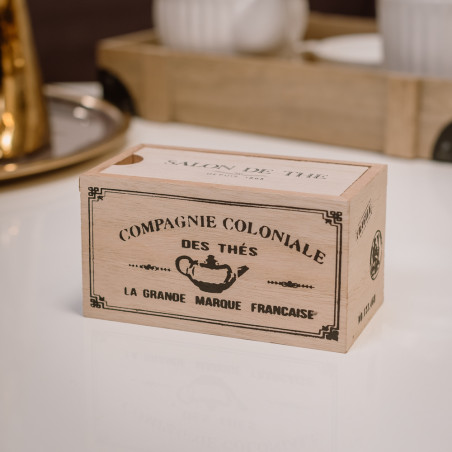 SALON DE THE
COMPAGNIE COLONIALE
DES THÉS
LA GRANDE MARQUE FRANCAISE